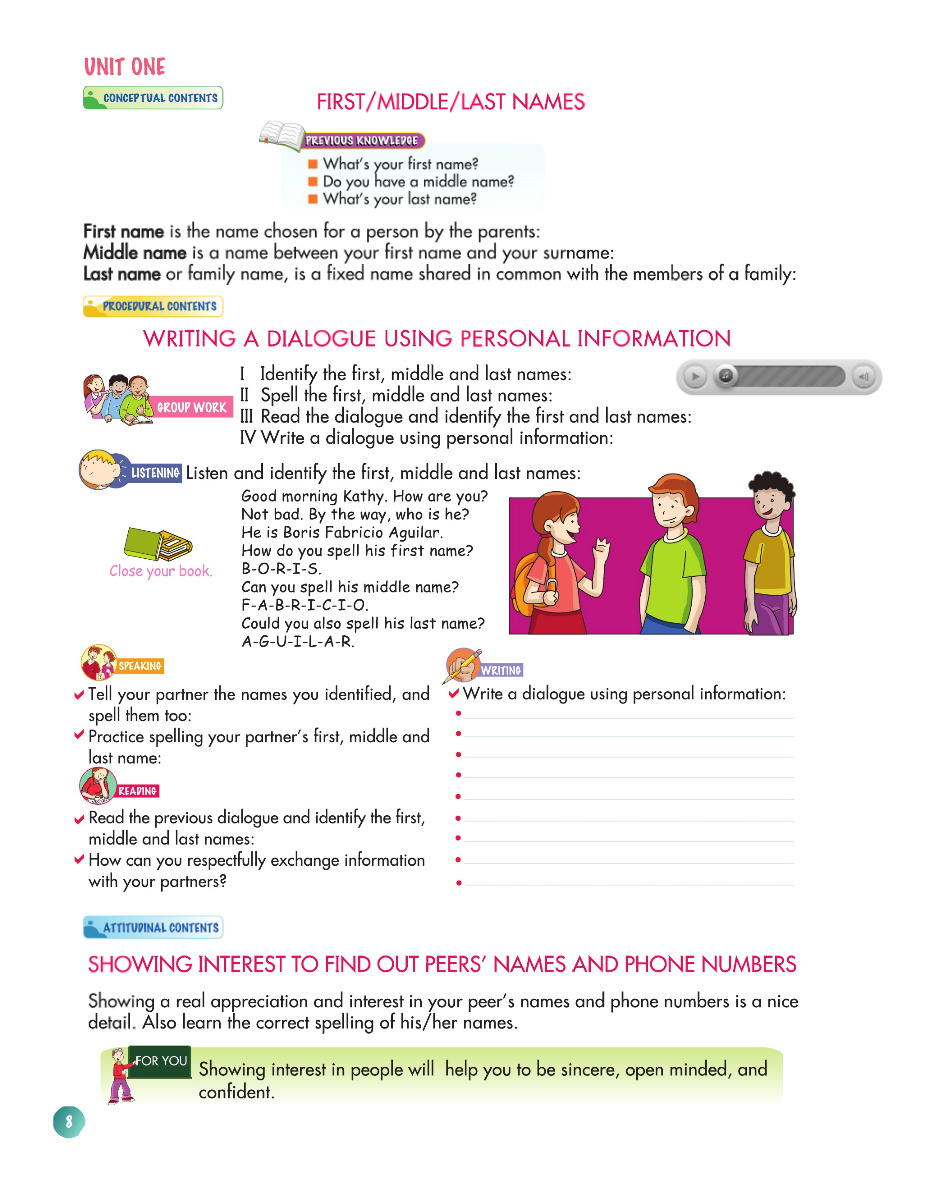 UNIT ONE
CONCEPTUAL CONTENTS
FIRST/MIDDLE/LAST NAMES
PREVIOUS KNOWLEDGE
What's your first name?
Do you have a middle name?
What's your last name?
First name is the name chosen for a person by the parents:
Middle name is a name between your first name and your surname:
Last name or family name, is a fixed name shared in common with the members of a family:
PROCEDURAL CONTENTS
WRITING A DIALOGUE USING PERSONAL INFORMATION
GROUP WORK
I Identify the first, middle and last names:
II Spell the first, middle and last names:
III Read the dialogue and identify the first and last names:
IV Write a dialogue using personal information:
LISTENING Listen and identify the first, middle and last names:
Close your book.
Good morning Kathy. How are you?
Not bad. By the way, who is he?
He is Boris Fabricio Aguilar.
How do you spell his first name?
B-O-R-I-S.
Can you spell his middle name?
F-A-B-R-I-C-I-O.
Could you also spell his last name?
A-G-U-I-L-A-R.
SPEAKING
Tell your partner the names you identified, and
spell them too:
Practice spelling your partner's first, middle and
last name:
READING
Read the previous dialogue and identify the first,
middle and last names:
How can you respectfully exchange information
with your partners?
WRITING
Write a dialogue using personal information:
ATTITUDINAL CONTENTS
SHOWING INTEREST TO FIND OUT PEERS' NAMES AND PHONE NUMBERS
Showing a real appreciation and interest in your peer's names and phone numbers is a nice
detail. Also learn the correct spelling of his/her names.
FOR YOU
Showing interest in people will help you to be sincere, open minded, and
confident.
8